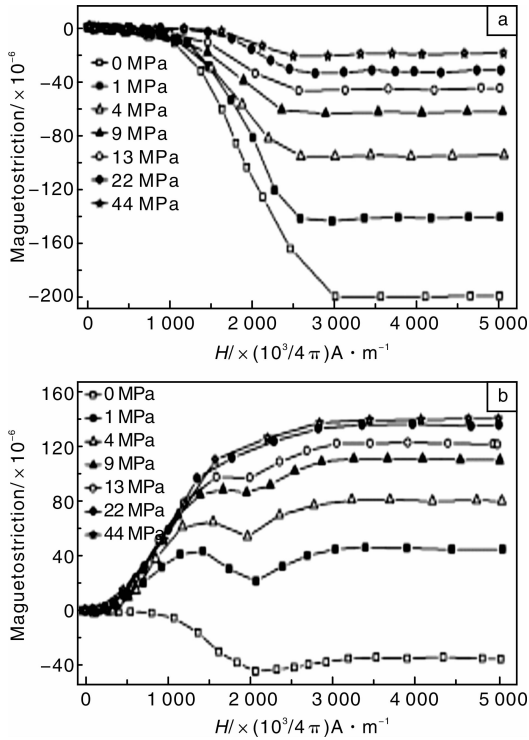 a
0
−40
−80
−120
−160
−200
Maguetostriction/×10⁻⁶
0 MPa
1 MPa
4 MPa
9 MPa
13 MPa
22 MPa
44 MPa
0 1 000 2 000 3 000 4 000 5 000
H/×(10³/4π)A·m⁻¹
b
160
120
80
40
0
−40
Maguetostriction/×10⁻⁶
0 MPa
1 MPa
4 MPa
9 MPa
13 MPa
22 MPa
44 MPa
0 1 000 2 000 3 000 4 000 5 000
H/×(10³/4π)A·m⁻¹